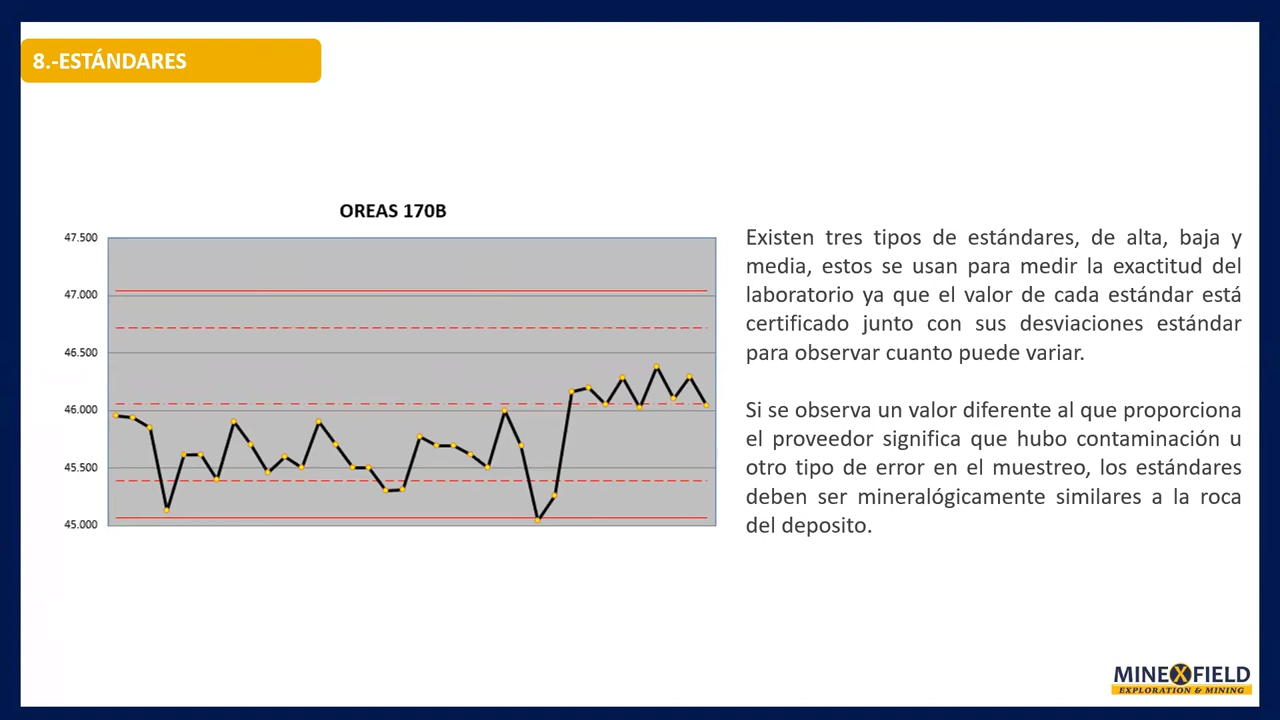 8.-ESTÁNDARES
OREAS 170B
47.500
47.000
46.500
46.000
45.500
45.000
Existen tres tipos de estándares, de alta, baja y
media, estos se usan para medir la exactitud del
laboratorio ya que el valor de cada estándar está
certificado junto con sus desviaciones estándar
para observar cuanto puede variar.
Si se observa un valor diferente al que proporciona
el proveedor significa que hubo contaminación u
otro tipo de error en el muestreo, los estándares
deben ser mineralógicamente similares a la roca
del deposito.
MINEXFIELD
EXPLORATION & MINING